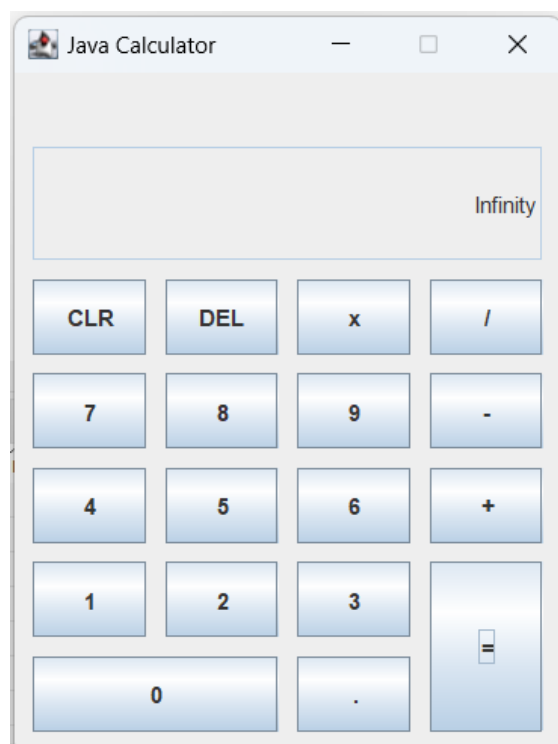 Java Calculator
Infinity
CLR DEL x /
7 8 9 -
4 5 6 +
1 2 3
=
0 .